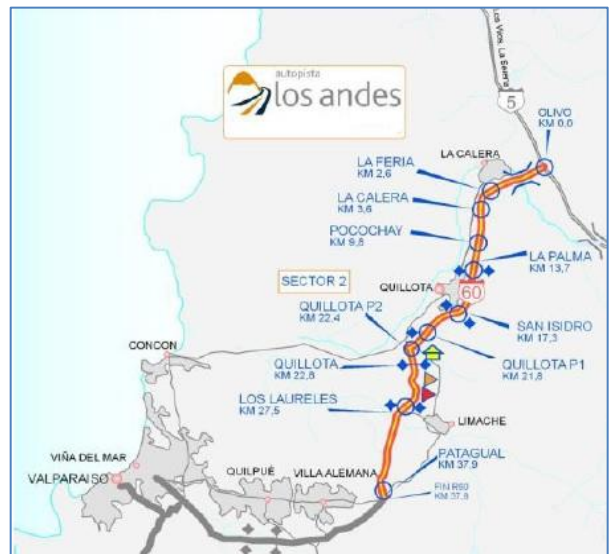 autopista
los andes
Los Vilos, La Serena
5
OLIVO
KM 0,0
LA CALERA
LA FERIA
KM 2,6
LA CALERA
KM 3,6
POCOCHAY
KM 9,8
LA PALMA
KM 13,7
SECTOR 2
QUILLOTA
60
QUILLOTA P2
KM 22,4
SAN ISIDRO
KM 17,3
CONCON
QUILLOTA
KM 22,8
QUILLOTA P1
KM 21,8
LOS LAURELES
KM 27,5
LIMACHE
VIÑA DEL MAR
VALPARAISO
QUILPUÉ
VILLA ALEMANA
PATAGUAL
KM 37,9
FIN R60
KM 37,8